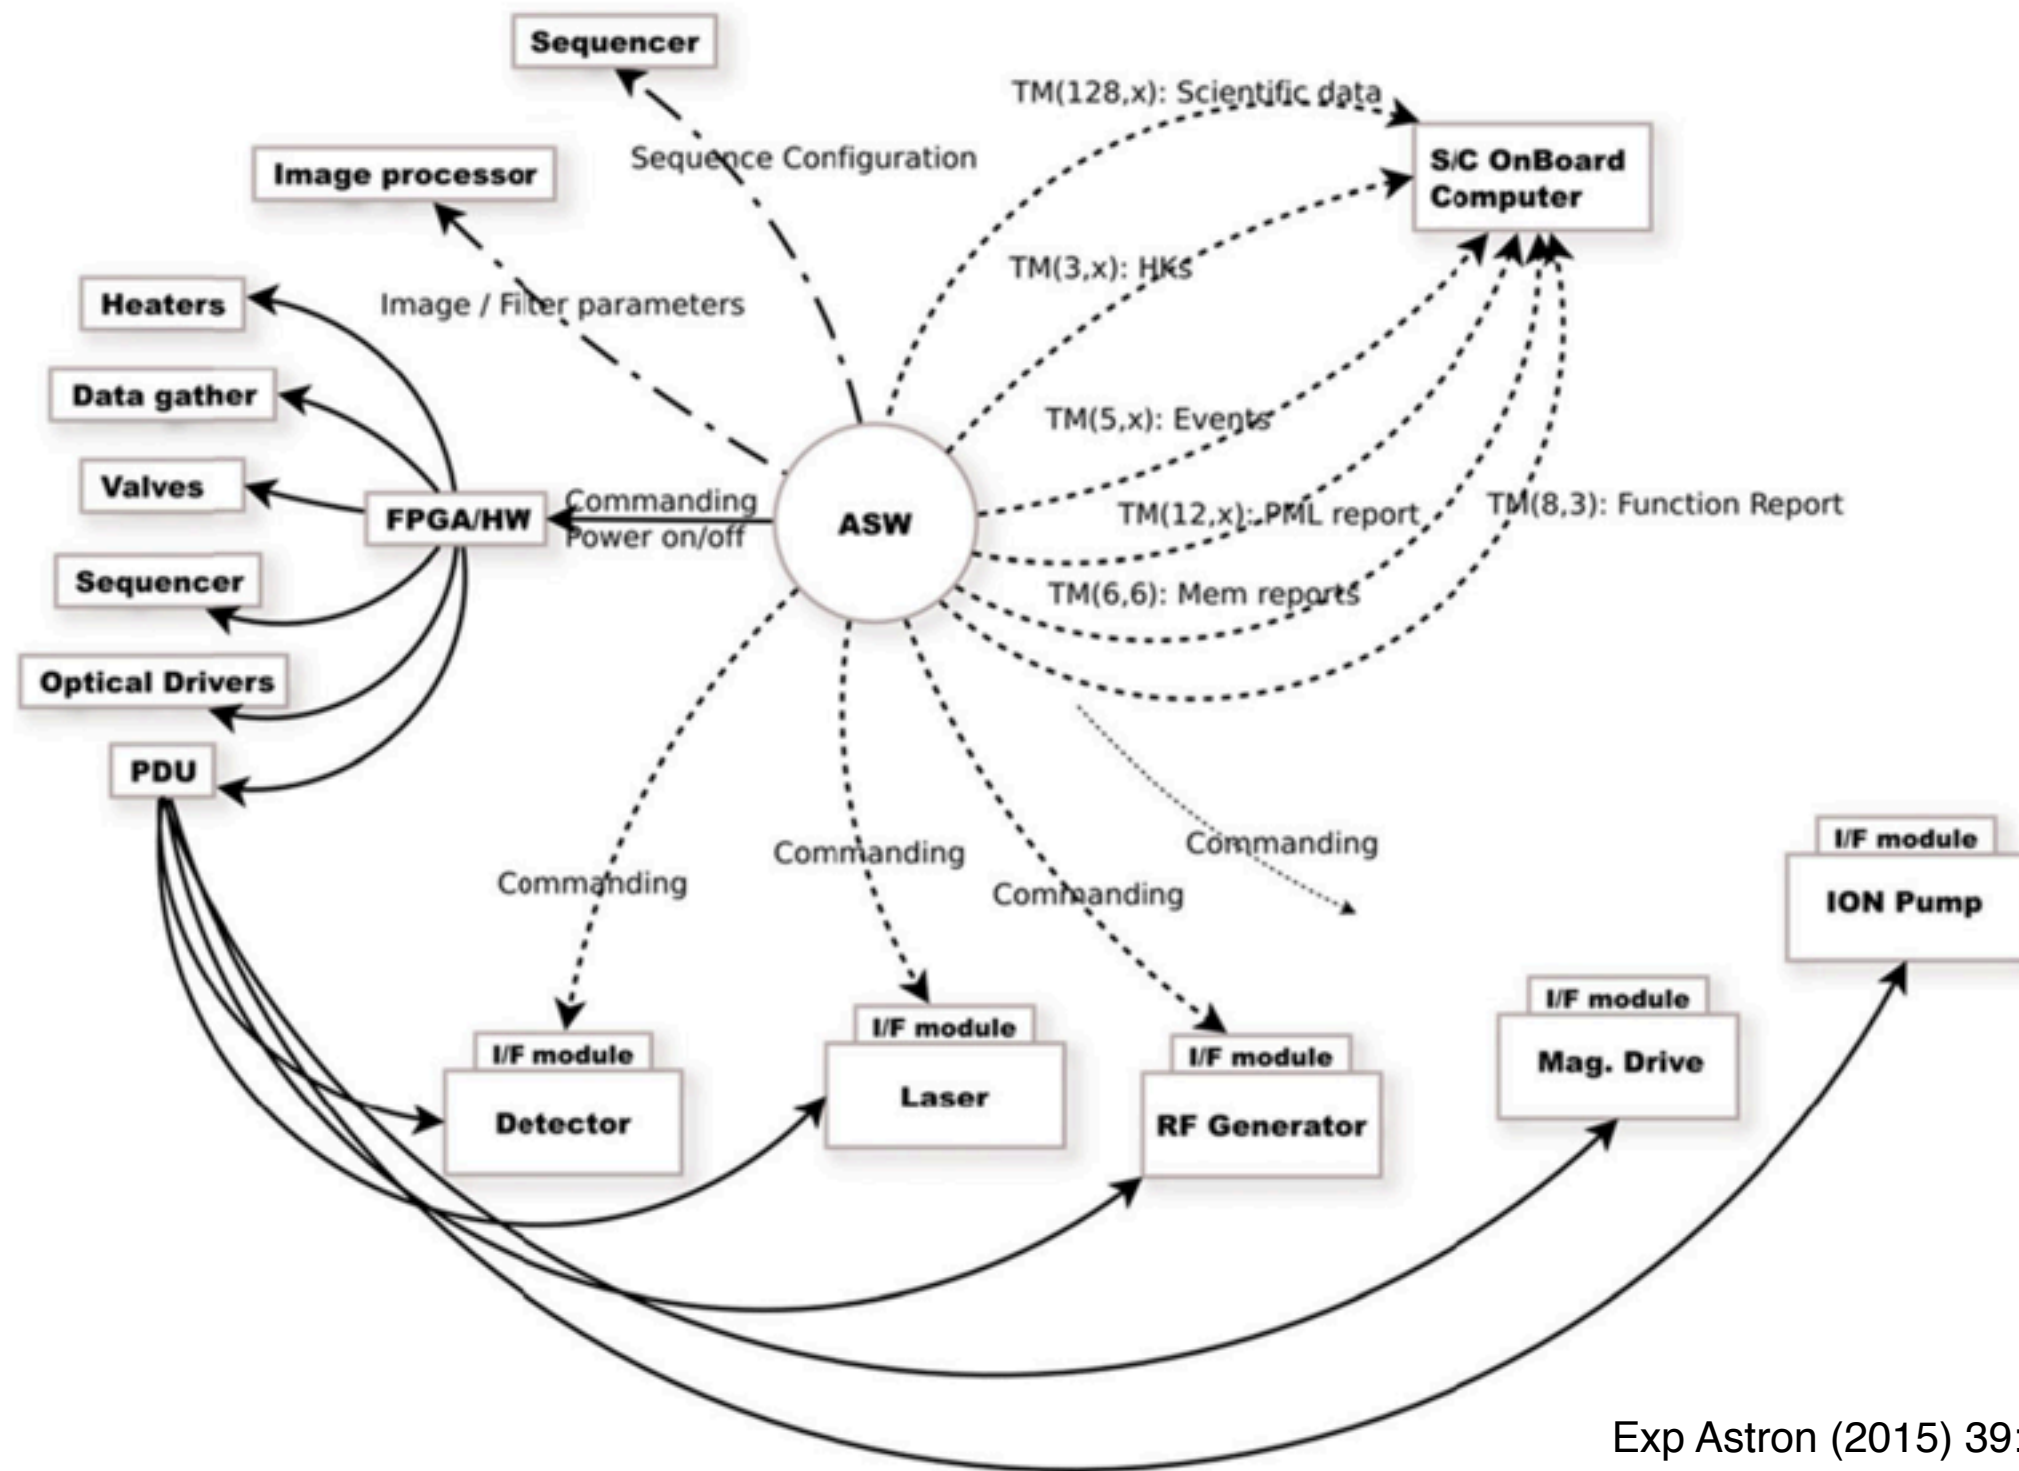 Sequencer
TM(128,x): Scientific data
Sequence Configuration
S/C OnBoard
Computer
Image processor
TM(3,x): HKs
Heaters
Image / Filter parameters
Data gather
TM(5,x): Events
Valves
Commanding
FPGA/HW
Power on/off
ASW
TM(12,x): PML report
TM(8,3): Function Report
Sequencer
TM(6,6): Mem reports
Optical Drivers
PDU
Commanding
Commanding
Commanding
Commanding
I/F module
ION Pump
I/F module
Mag. Drive
I/F module
Detector
I/F module
Laser
I/F module
RF Generator
Exp Astron (2015) 39: